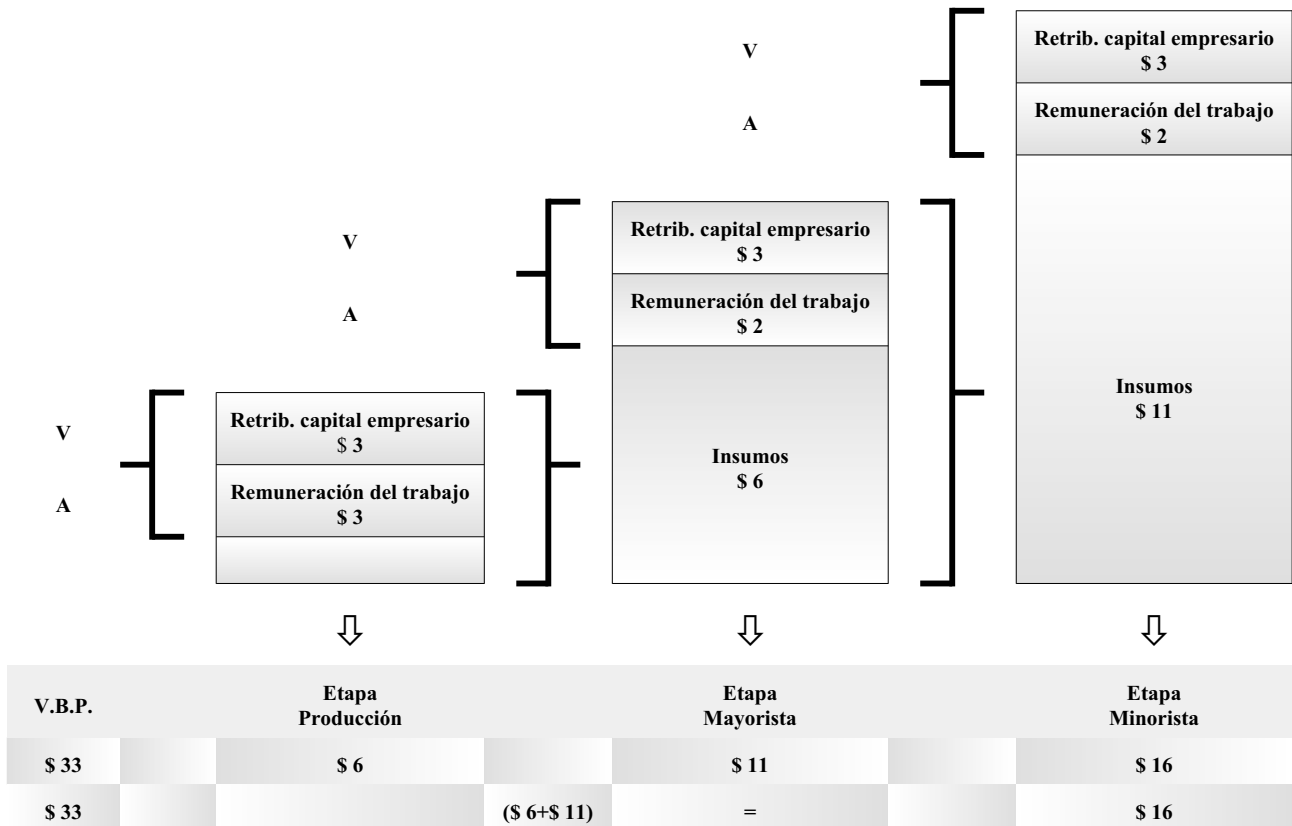 V
A
Retrib. capital empresario
$ 3
Remuneración del trabajo
$ 2
Insumos
$ 11
V
A
Retrib. capital empresario
$ 3
Remuneración del trabajo
$ 2
Insumos
$ 6
V
A
Retrib. capital empresario
$ 3
Remuneración del trabajo
$ 3
V.B.P. Etapa Producción Etapa Mayorista Etapa Minorista
$ 33 $ 6 $ 11 $ 16
$ 33 ($ 6+$ 11) = $ 16